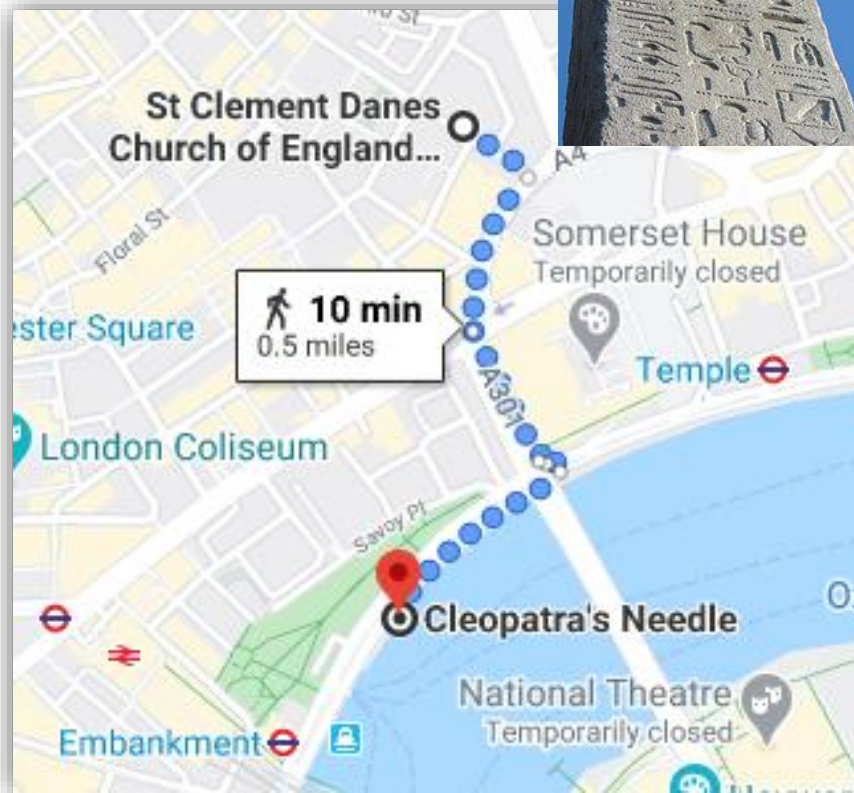 St Clement Danes
Church of England...
A4
Floral St
Somerset House
Temporarily closed
10 min
0.5 miles
ester Square
A301
Temple
London Coliseum
Savoy Pl
Cleopatra's Needle
National Theatre
Temporarily closed
Embankment